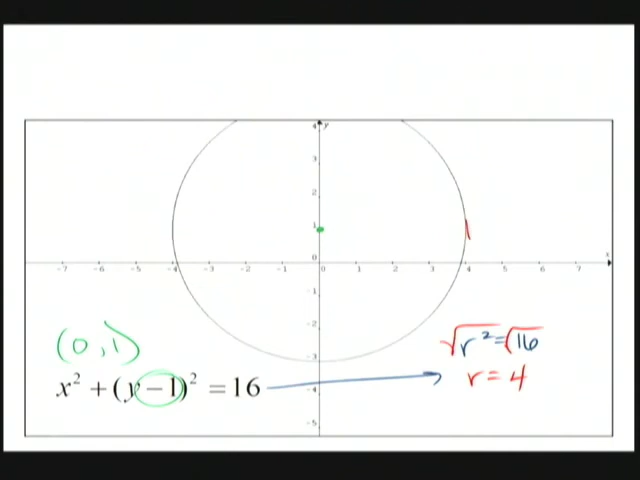 4 y
3
2
1
0
-7 -6 -5 -4 -3 -2 -1 0 1 2 3 4 5 6 7 x
-1
-2
-3
-4
-5
(0,1)
x² + (y − 1)² = 16
√r² = √16
r = 4